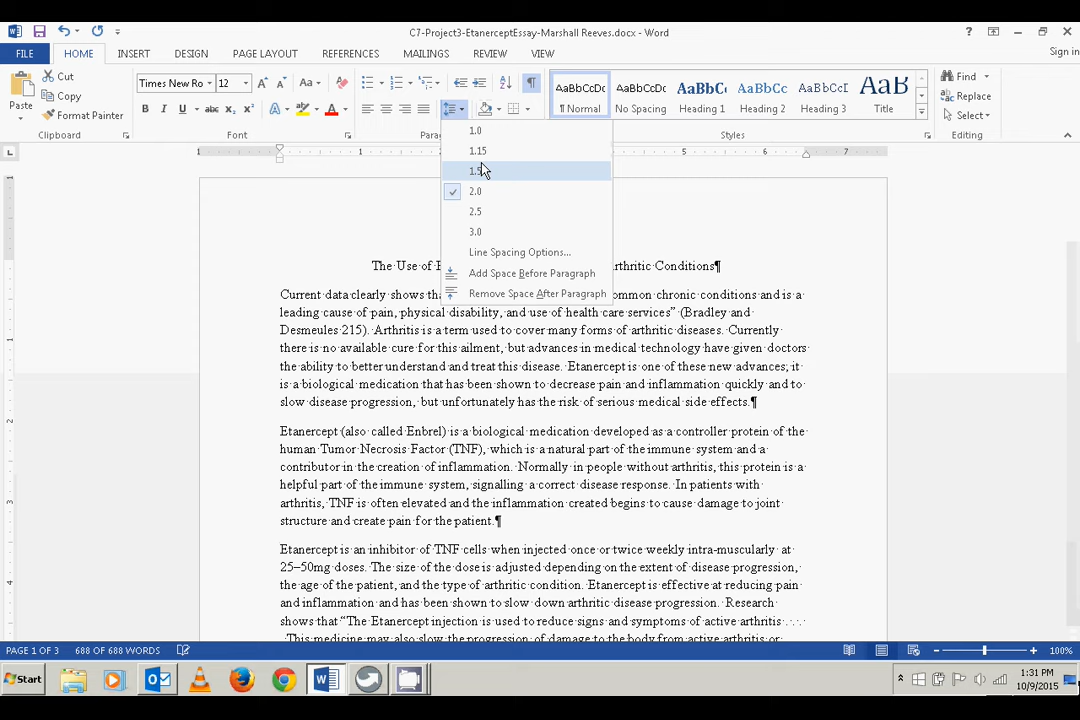 C7-Project3-EtanerceptEssay-Marshall Reeves.docx - Word
Sign in
FILE HOME INSERT DESIGN PAGE LAYOUT REFERENCES MAILINGS REVIEW VIEW
Paste
Cut
Copy
Format Painter
Clipboard
Times New Ro 12
Font
AaBbCcDc AaBbCcDc AaBbC AaBbCc AaBbCcI AaB
¶ Normal No Spacing Heading 1 Heading 2 Heading 3 Title
Styles
Find
Replace
Select
Editing
1.0
1.15
2.0
2.5
3.0
Line Spacing Options...
Add Space Before Paragraph
Remove Space After Paragraph
The·Use·of· Conditions¶
Current·data·clearly·shows· common·chronic·conditions·and·is·a·
leading·cause·of·pain,·physical·disability,·and·use·of·health·care·services”·(Bradley·and·
Desmeules·215).·Arthritis·is·a·term·used·to·cover·many·forms·of·arthritic·diseases.··Currently·
there·is·no·available·cure·for·this·ailment,·but·advances·in·medical·technology·have·given·doctors·
the·ability·to·better·understand·and·treat·this·disease.··Etanercept·is·one·of·these·new·advances;·it·
is·a·biological·medication·that·has·been·shown·to·decrease·pain·and·inflammation·quickly·and·to·
slow·disease·progression,·but·unfortunately·has·the·risk·of·serious·medical·side·effects.¶
Etanercept·(also·called·Enbrel)·is·a·biological·medication·developed·as·a·controller·protein·of·the·
human·Tumor·Necrosis·Factor·(TNF),·which·is·a·natural·part·of·the·immune·system·and·a·
contributor·in·the·creation·of·inflammation.··Normally·in·people·without·arthritis,·this·protein·is·a·
helpful·part·of·the·immune·system,·signalling·a·correct·disease·response.··In·patients·with·
arthritis,·TNF·is·often·elevated·and·the·inflammation·created·begins·to·cause·damage·to·joint·
structure·and·create·pain·for·the·patient.¶
Etanercept·is·an·inhibitor·of·TNF·cells·when·injected·once·or·twice·weekly·intra-muscularly·at·
25–50mg·doses.·The·size·of·the·dose·is·adjusted·depending·on·the·extent·of·disease·progression,·
the·age·of·the·patient,·and·the·type·of·arthritic·condition.··Etanercept·is·effective·at·reducing·pain·
and·inflammation·and·has·been·shown·to·slow·down·arthritic·disease·progression.··Research·
shows·that·“The·Etanercept·injection·is·used·to·reduce·signs·and·symptoms·of·active·arthritis·.·.·.·
·This·medicine·may·also·slow·the·progression·of·damage·to·the·body·from·active·arthritis·or·
PAGE 1 OF 3 688 OF 688 WORDS 100%
Start
1:31 PM
10/9/2015